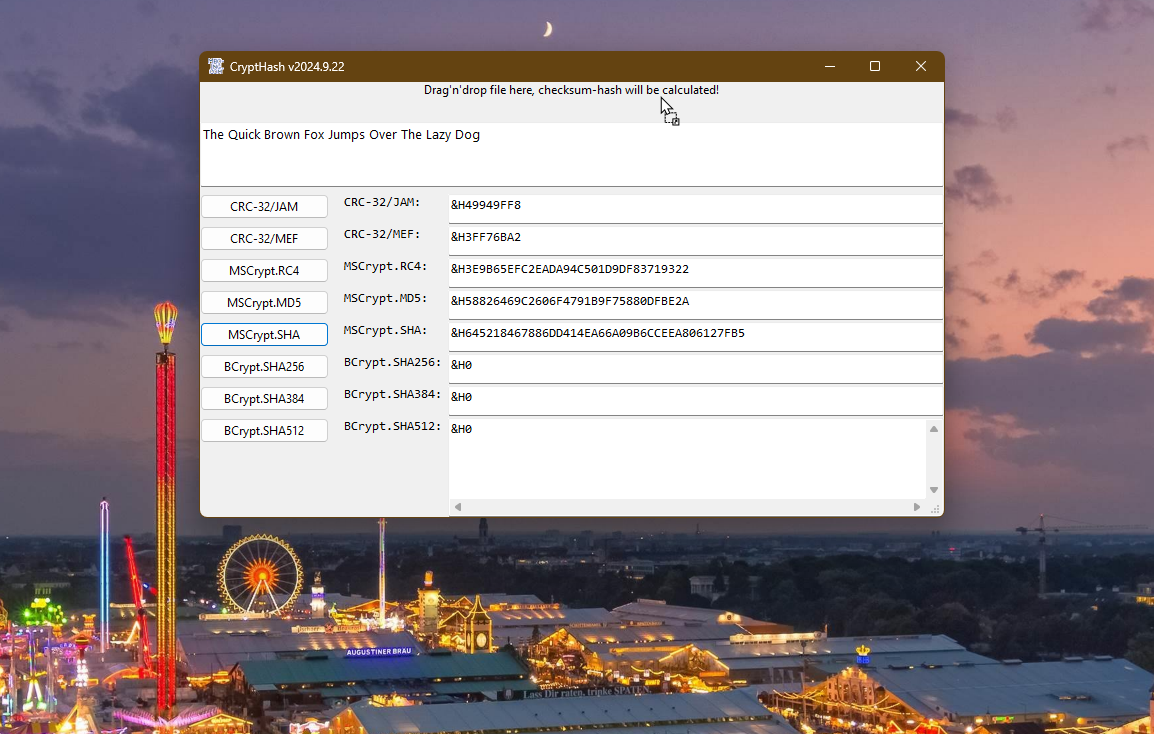 CryptHash v2024.9.22
Drag'n'drop file here, checksum-hash will be calculated!
The Quick Brown Fox Jumps Over The Lazy Dog
CRC-32/JAM CRC-32/JAM: &H49949FF8
CRC-32/MEF CRC-32/MEF: &H3FF76BA2
MSCrypt.RC4 MSCrypt.RC4: &H3E9B65EFC2EADA94C501D9DF83719322
MSCrypt.MD5 MSCrypt.MD5: &H58826469C2606F4791B9F75880DFBE2A
MSCrypt.SHA MSCrypt.SHA: &H645218467886DD414EA66A09B6CCEEA806127FB5
BCrypt.SHA256 BCrypt.SHA256: &H0
BCrypt.SHA384 BCrypt.SHA384: &H0
BCrypt.SHA512 BCrypt.SHA512: &H0
AUGUSTINER BRÄU
Lass Dir raten, trinke SPATEN.